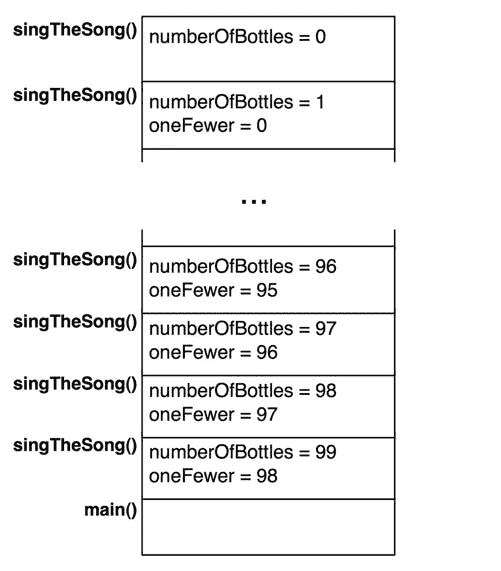 singTheSong() numberOfBottles = 0
singTheSong() numberOfBottles = 1
oneFewer = 0
...
singTheSong() numberOfBottles = 96
oneFewer = 95
singTheSong() numberOfBottles = 97
oneFewer = 96
singTheSong() numberOfBottles = 98
oneFewer = 97
singTheSong() numberOfBottles = 99
oneFewer = 98
main()